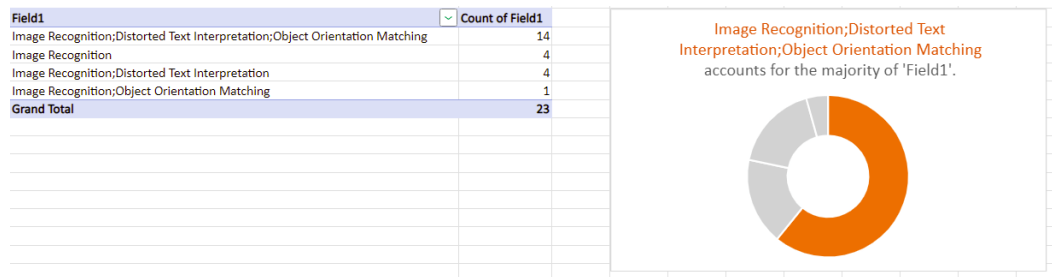 Field1 Count of Field1
Image Recognition;Distorted Text Interpretation;Object Orientation Matching 14
Image Recognition 4
Image Recognition;Distorted Text Interpretation 4
Image Recognition;Object Orientation Matching 1
Grand Total 23
Image Recognition;Distorted Text
Interpretation;Object Orientation Matching
accounts for the majority of 'Field1'.